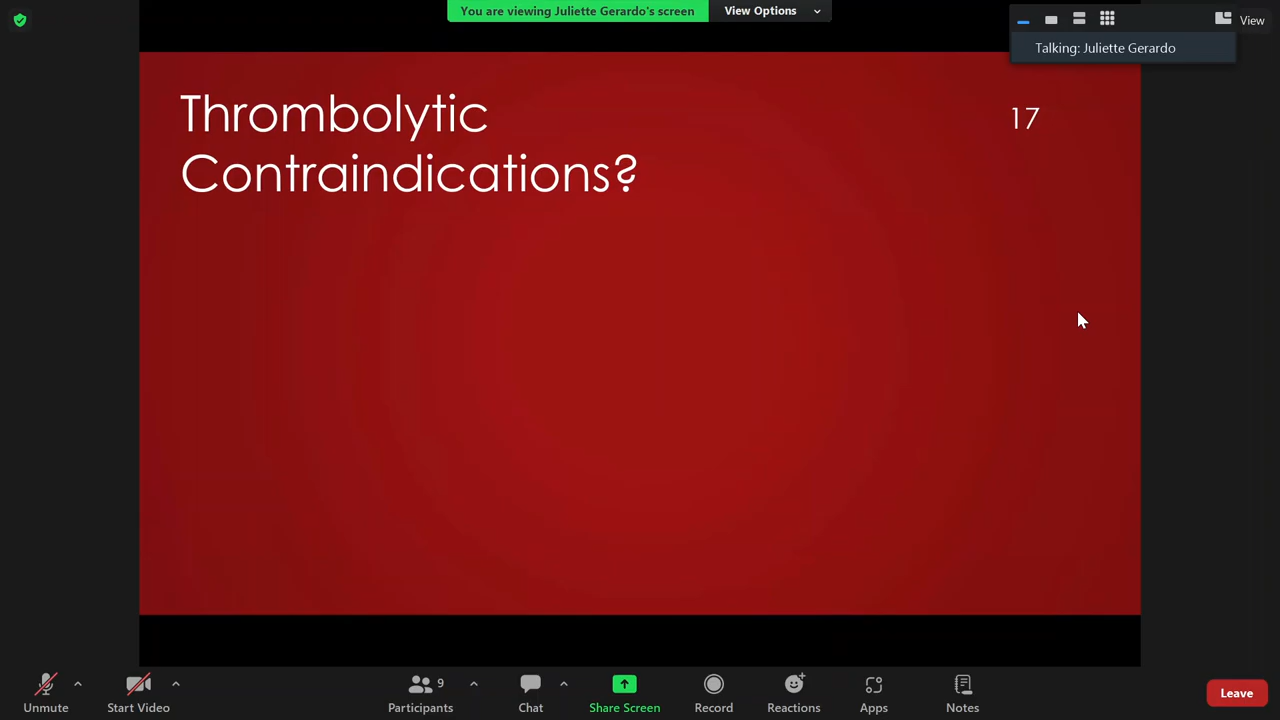 You are viewing Juliette Gerardo's screen
View Options
View
Talking: Juliette Gerardo
Thrombolytic
Contraindications?
17
Unmute
Start Video
9
Participants
Chat
Share Screen
Record
Reactions
Apps
Notes
Leave